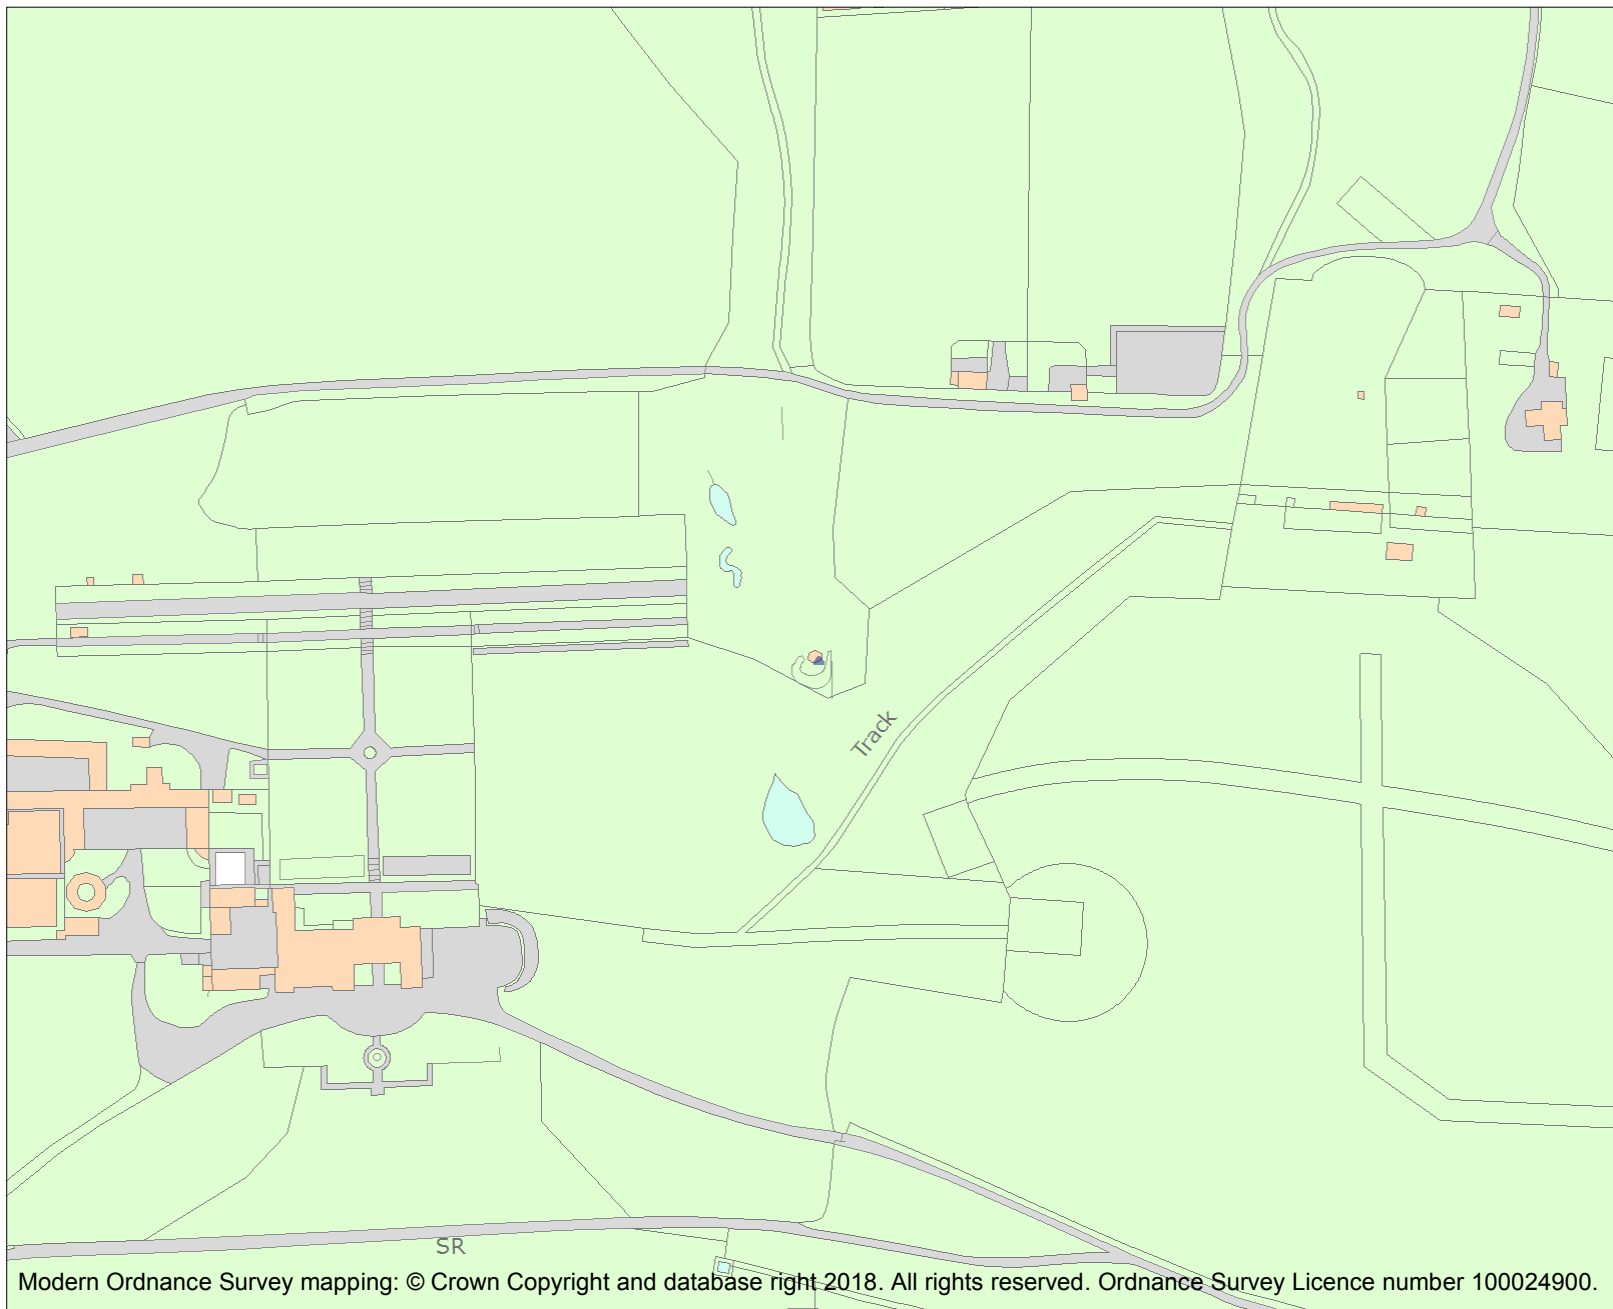 Track
SR
Modern Ordnance Survey mapping: © Crown Copyright and database right 2018. All rights reserved. Ordnance Survey Licence number 100024900.